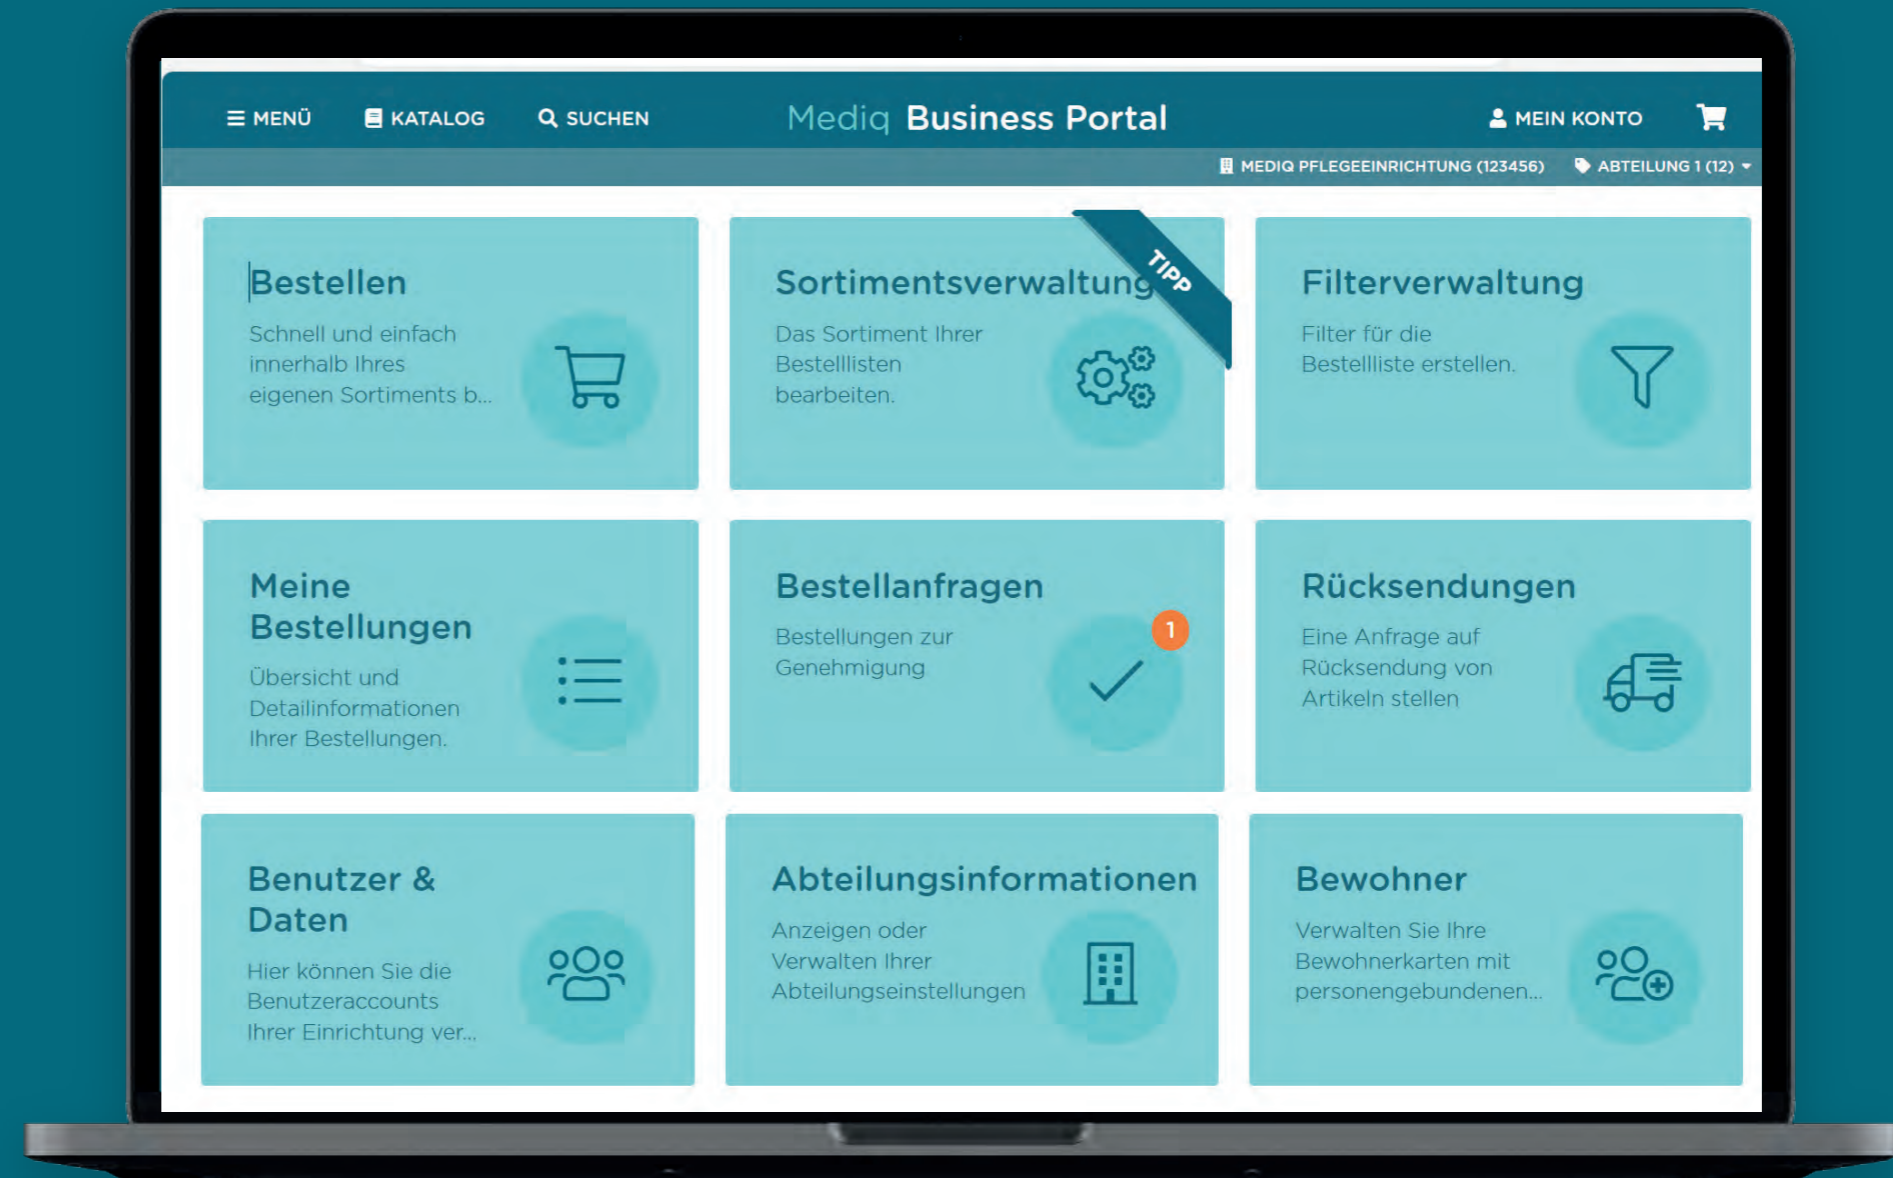 MENÜ KATALOG SUCHEN Mediq Business Portal MEIN KONTO
MEDIQ PFLEGEEINRICHTUNG (123456) ABTEILUNG 1 (12)
Bestellen
Schnell und einfach
innerhalb Ihres
eigenen Sortiments b...
Sortimentsverwaltung
TIPP
Das Sortiment Ihrer
Bestelllisten
bearbeiten.
Filterverwaltung
Filter für die
Bestellliste erstellen.
Meine
Bestellungen
Übersicht und
Detailinformationen
Ihrer Bestellungen.
Bestellanfragen
1
Bestellungen zur
Genehmigung
Rücksendungen
Eine Anfrage auf
Rücksendung von
Artikeln stellen
Benutzer &
Daten
Hier können Sie die
Benutzeraccounts
Ihrer Einrichtung ver...
Abteilungsinformationen
Anzeigen oder
Verwalten Ihrer
Abteilungseinstellungen
Bewohner
Verwalten Sie Ihre
Bewohnerkarten mit
personengebundenen...